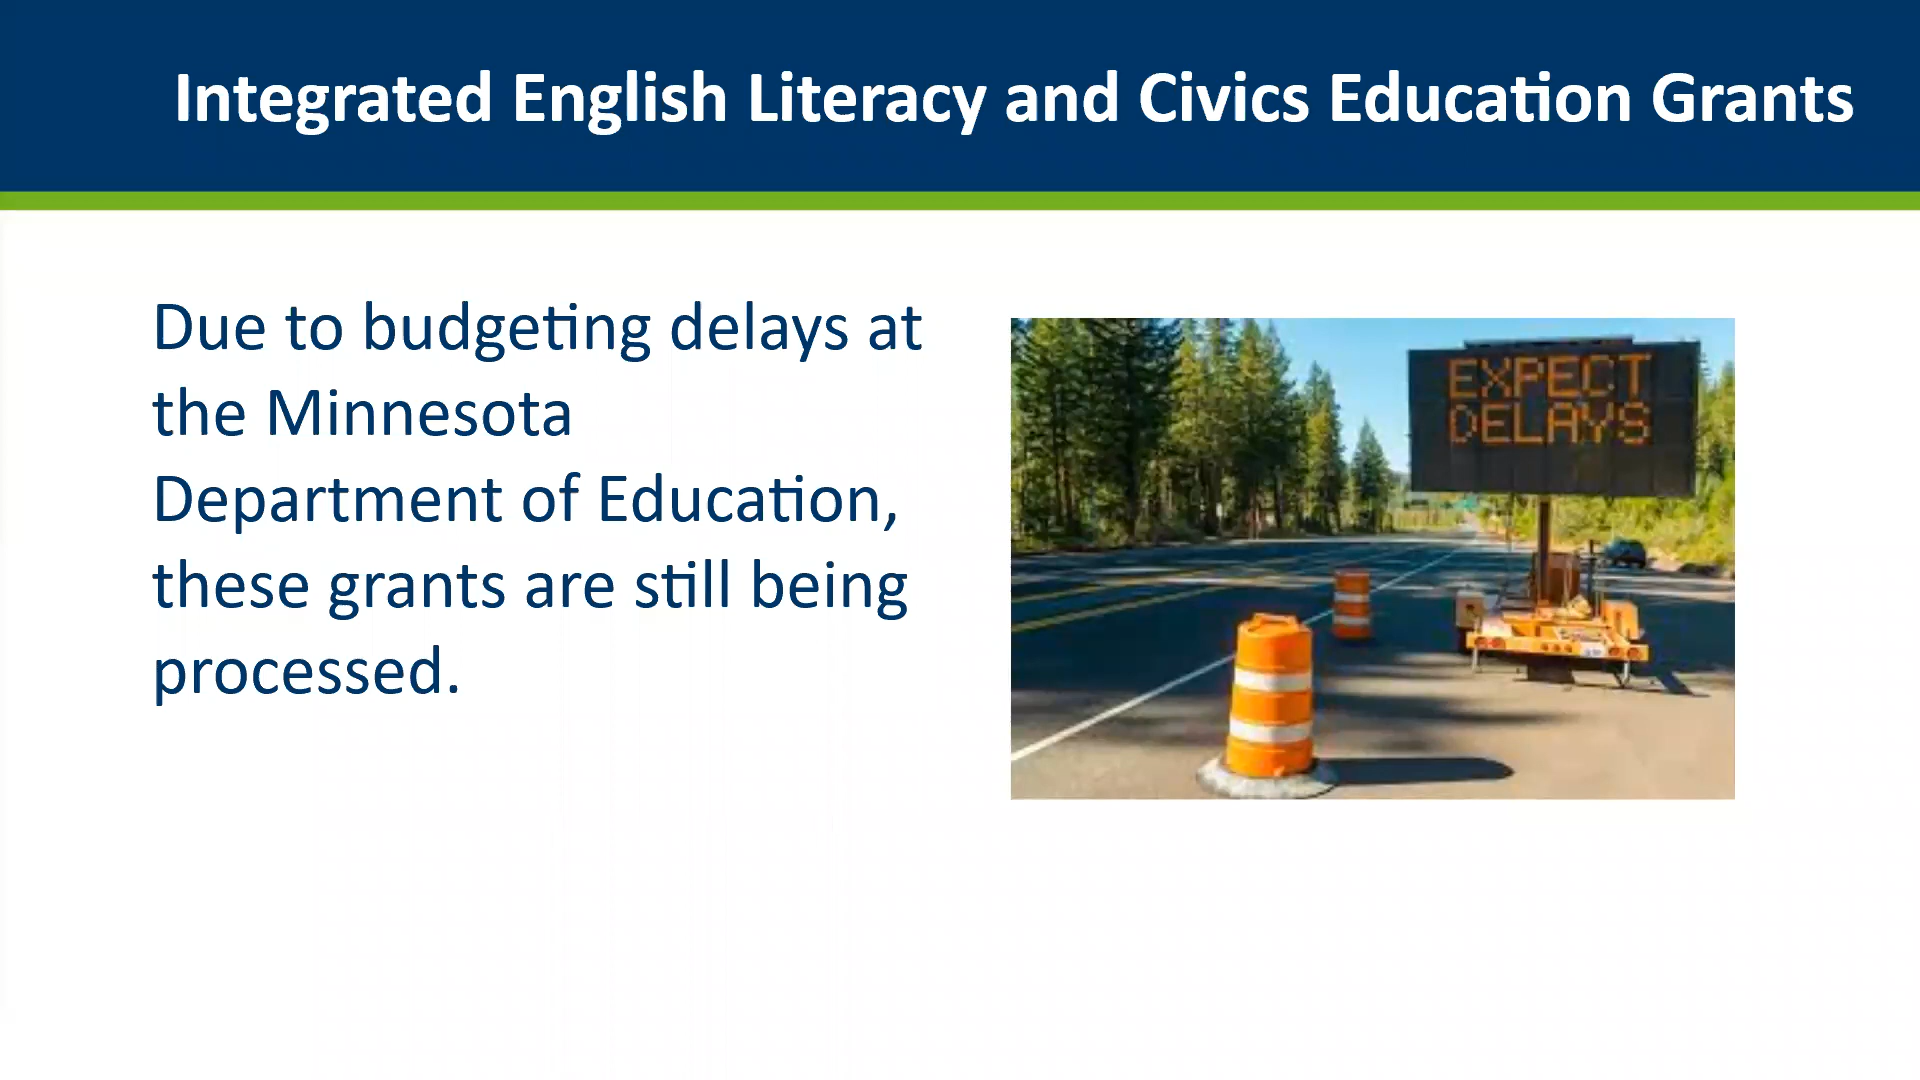 Integrated English Literacy and Civics Education Grants
Due to budgeting delays at
the Minnesota
Department of Education,
these grants are still being
processed.
EXPECT
DELAYS